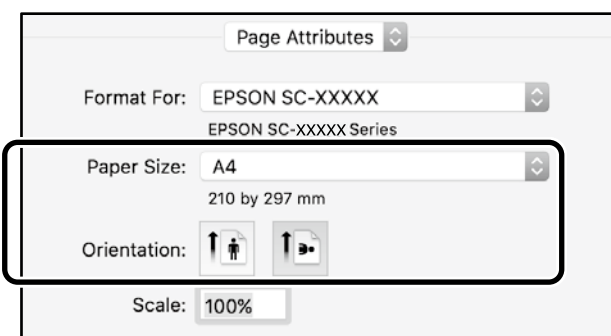 Page Attributes
Format For: EPSON SC-XXXXX
EPSON SC-XXXXX Series
Paper Size: A4
210 by 297 mm
Orientation:
Scale: 100%